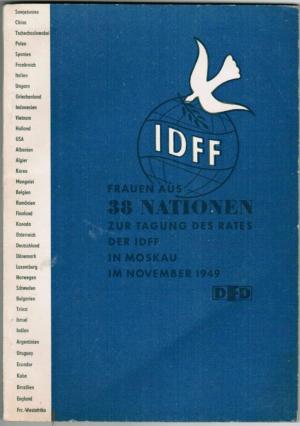 Sowjetunion
China
Tschechoslowakei
Polen
Spanien
Frankreich
Italien
Ungarn
Griechenland
Indonesien
Vietnam
Holland
USA
Albanien
Algier
Korea
Mongolei
Belgien
Rumänien
Finnland
Kanada
Österreich
Deutschland
Dänemark
Luxemburg
Norwegen
Schweden
Bulgarien
Triest
Israel
Indien
Argentinien
Uruguay
Ecuador
Kuba
Brasilien
England
Frz.-Westafrika
IDFF
FRAUEN AUS
38 NATIONEN
ZUR TAGUNG DES RATES
DER IDFF
IN MOSKAU
IM NOVEMBER 1949
DFD